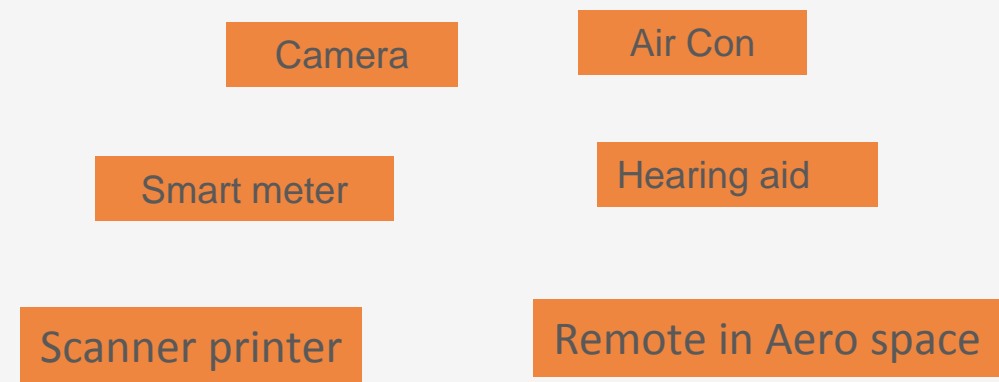 Camera
Air Con
Smart meter
Hearing aid
Scanner printer
Remote in Aero space